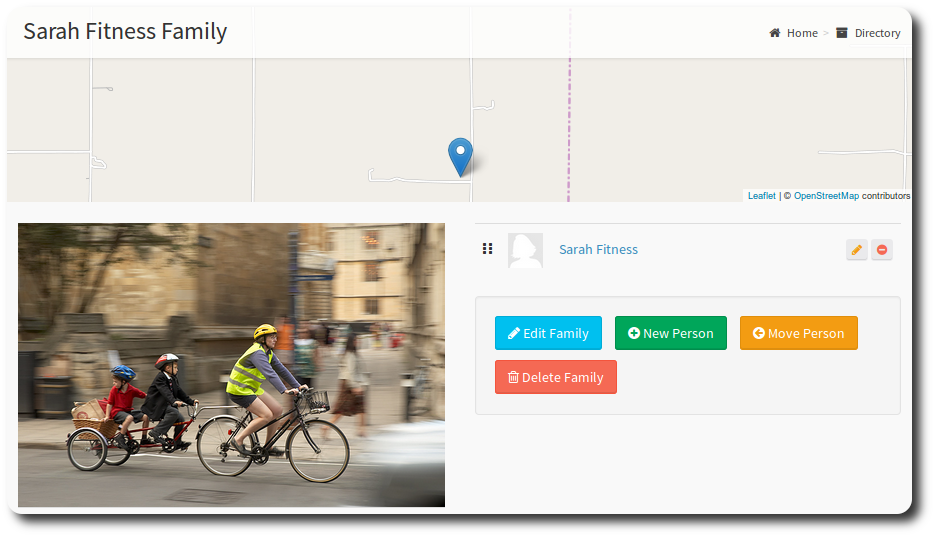 Sarah Fitness Family
Home > Directory
Leaflet | © OpenStreetMap contributors
Sarah Fitness
Edit Family
New Person
Move Person
Delete Family